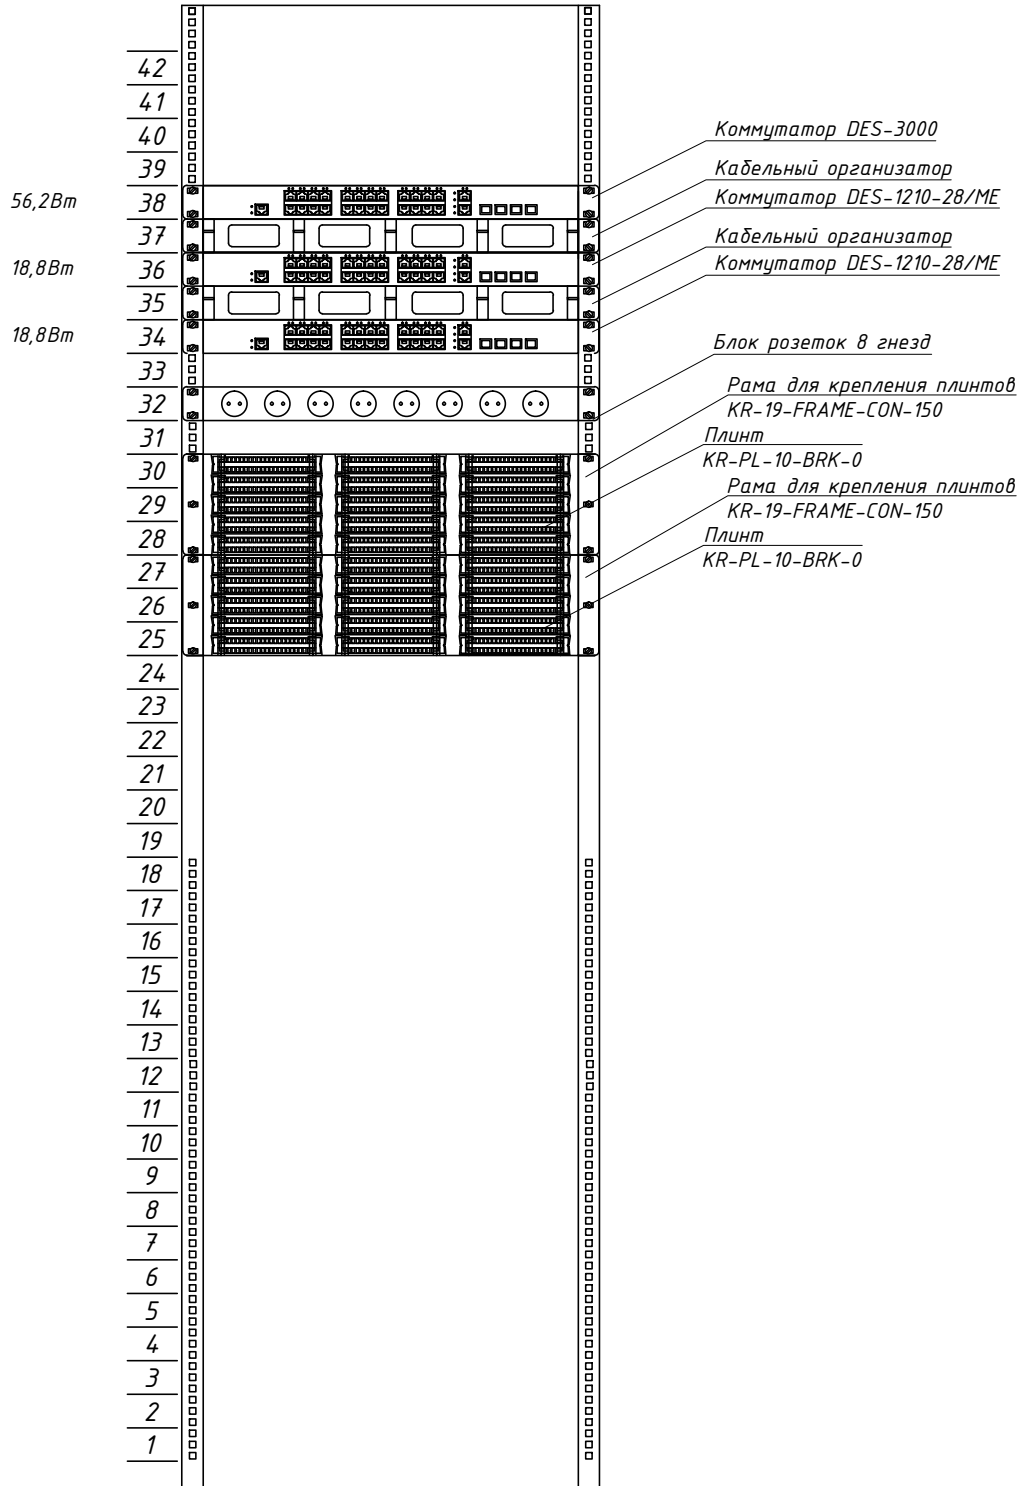 42
41
40
39
38
37
36
35
34
33
32
31
30
29
28
27
26
25
24
23
22
21
20
19
18
17
16
15
14
13
12
11
10
9
8
7
6
5
4
3
2
1
56,2Вт
18,8Вт
18,8Вт
Коммутатор DES-3000
Кабельный организатор
Коммутатор DES-1210-28/ME
Кабельный организатор
Коммутатор DES-1210-28/ME
Блок розеток 8 гнезд
Рама для крепления плинтов
KR-19-FRAME-CON-150
Плинт
KR-PL-10-BRK-0
Рама для крепления плинтов
KR-19-FRAME-CON-150
Плинт
KR-PL-10-BRK-0